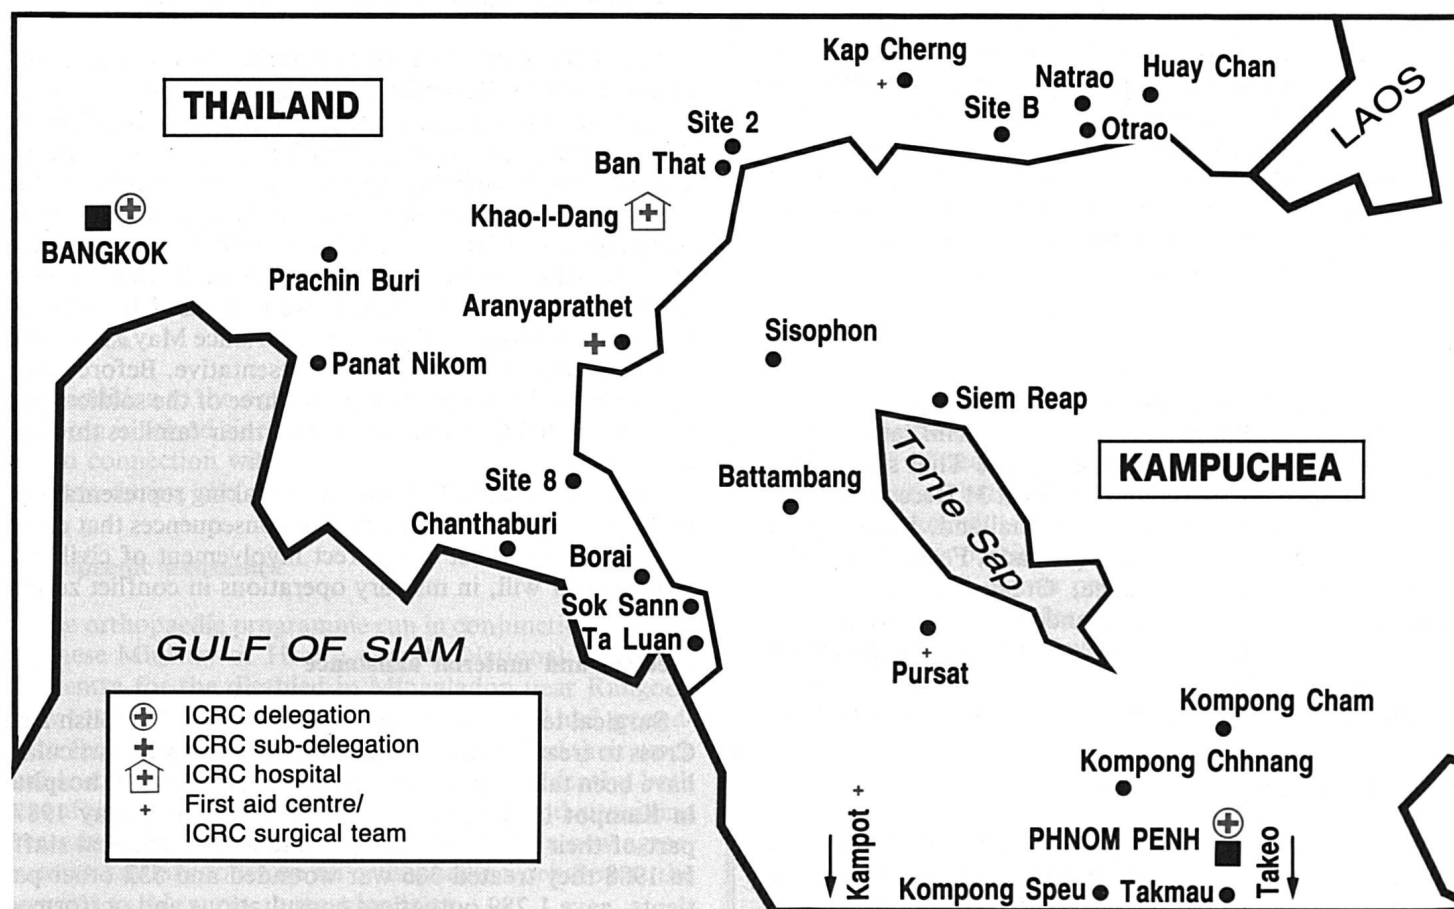 Kap Cherng
Natrao
Huay Chan
THAILAND
Site B
LAOS
Site 2
Otrao
Ban That
Khao-I-Dang
BANGKOK
Prachin Buri
Aranyaprathet
Sisophon
Panat Nikom
Siem Reap
Tonle Sap
KAMPUCHEA
Site 8
Battambang
Chanthaburi
Borai
Sok Sann
GULF OF SIAM
Ta Luan
Pursat
Kompong Cham
ICRC delegation
ICRC sub-delegation
ICRC hospital
First aid centre/
ICRC surgical team
Kompong Chhnang
PHNOM PENH
Kampot
Takeo
Kompong Speu
Takmau